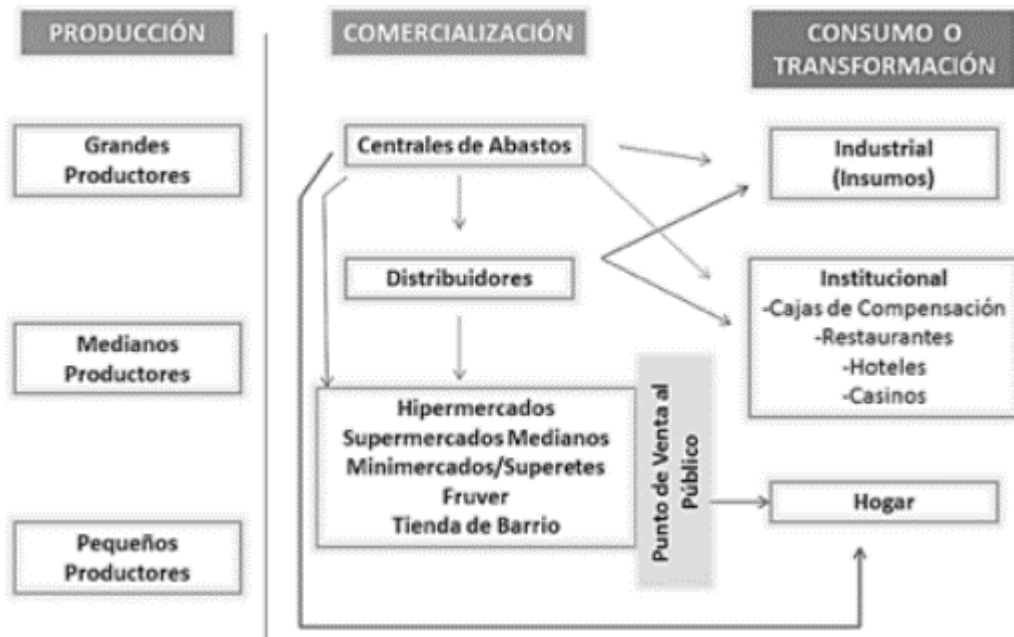 PRODUCCIÓN
COMERCIALIZACIÓN
CONSUMO O
TRANSFORMACIÓN
Grandes
Productores
Medianos
Productores
Pequeños
Productores
Centrales de Abastos
Distribuidores
Hipermercados
Supermercados Medianos
Minimercados/Superetes
Fruver
Tienda de Barrio
Punto de Venta al
Público
Industrial
(Insumos)
Institucional
-Cajas de Compensación
-Restaurantes
-Hoteles
-Casinos
Hogar